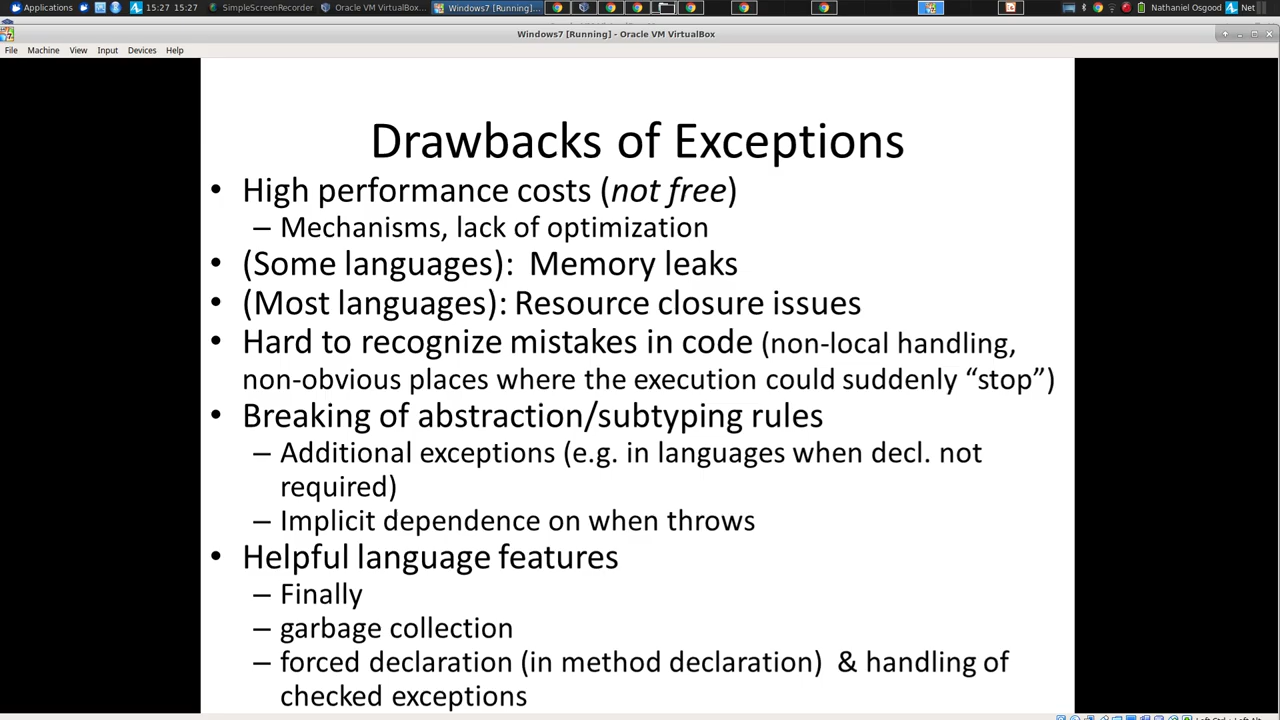 Applications 15:27 15:27 SimpleScreenRecorder Oracle VM VirtualBox... Windows7 [Running]... Nathaniel Osgood Net
Windows7 [Running] - Oracle VM VirtualBox
File Machine View Input Devices Help
Drawbacks of Exceptions
• High performance costs (not free)
– Mechanisms, lack of optimization
• (Some languages): Memory leaks
• (Most languages): Resource closure issues
• Hard to recognize mistakes in code (non-local handling,
non-obvious places where the execution could suddenly “stop”)
• Breaking of abstraction/subtyping rules
– Additional exceptions (e.g. in languages when decl. not
required)
– Implicit dependence on when throws
• Helpful language features
– Finally
– garbage collection
– forced declaration (in method declaration) & handling of
checked exceptions